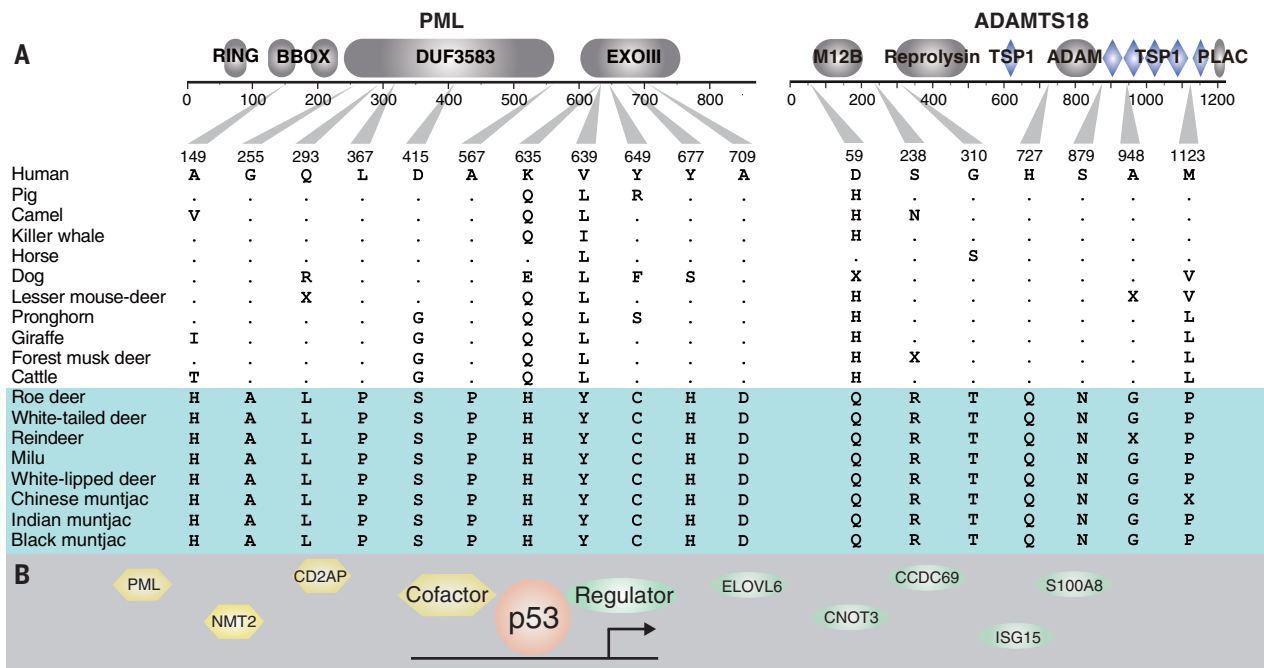 PML ADAMTS18
A RING BBOX DUF3583 EXOIII M12B Reprolysin TSP1 ADAM TSP1 PLAC
0 100 200 300 400 500 600 700 800 0 200 400 600 800 1000 1200
149 255 293 367 415 567 635 639 649 677 709 59 238 310 727 879 948 1123
Human A G Q L D A K V Y Y A D S G H S A M
Pig . . . . . . Q L R . . H . . . . . .
Camel V . . . . . Q L . . . H N . . . . .
Killer whale . . . . . . Q I . . . H . . . . . .
Horse . . . . . . . L . . . . . S . . . .
Dog . . R . . . E L F S . X . . . . . V
Lesser mouse-deer . . X . . . Q L . . . H . . . . X V
Pronghorn . . . . G . Q L S . . H . . . . . L
Giraffe I . . . G . Q L . . . H . . . . . L
Forest musk deer . . . . G . Q L . . . H X . . . . L
Cattle T . . . G . Q L . . . H . . . . . L
Roe deer H A L P S P H Y C H D Q R T Q N G P
White-tailed deer H A L P S P H Y C H D Q R T Q N G P
Reindeer H A L P S P H Y C H D Q R T Q N X P
Milu H A L P S P H Y C H D Q R T Q N G P
White-lipped deer H A L P S P H Y C H D Q R T Q N G P
Chinese muntjac H A L P S P H Y C H D Q R T Q N G X
Indian muntjac H A L P S P H Y C H D Q R T Q N G P
Black muntjac H A L P S P H Y C H D Q R T Q N G P
B PML NMT2 CD2AP Cofactor p53 Regulator ELOVL6 CNOT3 CCDC69 ISG15 S100A8